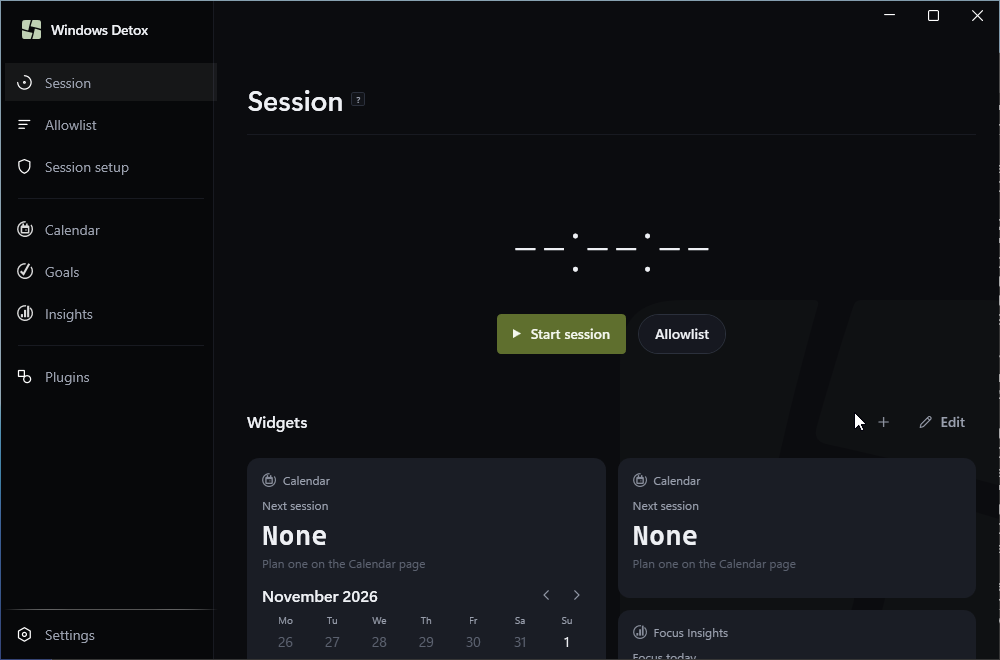 Windows Detox
Session
Allowlist
Session setup
Calendar
Goals
Insights
Plugins
Settings
Session ?
– – : – – : – –
Start session
Allowlist
Widgets
+ Edit
Calendar
Next session
None
Plan one on the Calendar page
November 2026
Mo Tu We Th Fr Sa Su
26 27 28 29 30 31 1
Calendar
Next session
None
Plan one on the Calendar page
Focus Insights
Focus today